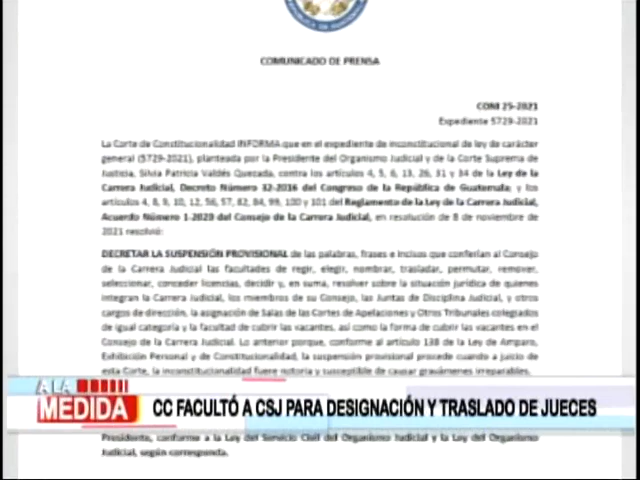 COMUNICADO DE PRENSA
COM 25-2021
Expediente 5729-2021
La Corte de Constitucionalidad INFORMA que en el expediente de inconstitucional de ley de carácter
general (5729-2021), planteada por la Presidente del Organismo Judicial y de la Corte Suprema de
Justicia, Silvia Patricia Valdés Quezada, contra los artículos 4, 5, 6, 13, 26, 31 y 34 de la Ley de la
Carrera Judicial, Decreto Número 32-2016 del Congreso de la República de Guatemala; y los
artículos 4, 8, 9, 10, 12, 56, 57, 82, 84, 99, 100 y 101 del Reglamento de la Ley de la Carrera Judicial,
Acuerdo Número 1-2020 del Consejo de la Carrera Judicial, en resolución de 8 de noviembre de
2021 resolvió:
DECRETAR LA SUSPENSIÓN PROVISIONAL de las palabras, frases e incisos que conferían al Consejo
de la Carrera Judicial las facultades de regir, elegir, nombrar, trasladar, permutar, remover,
seleccionar, conceder licencias, decidir y, en suma, resolver sobre la situación jurídica de quienes
integran la Carrera Judicial, los miembros de su Consejo, las Juntas de Disciplina Judicial, y otros
cargos de dirección, la asignación de Salas de las Cortes de Apelaciones y Otros Tribunales colegiados
de igual categoría y la facultad de cubrir las vacantes, así como la forma de cubrir las vacantes en el
Consejo de la Carrera Judicial. Lo anterior porque, conforme al artículo 138 de la Ley de Amparo,
Exhibición Personal y de Constitucionalidad, la suspensión provisional procede cuando a juicio de
esta Corte, la inconstitucionalidad fuere notoria y susceptible de causar gravámenes irreparables.
A LA
MEDIDA
CC FACULTÓ A CSJ PARA DESIGNACIÓN Y TRASLADO DE JUECES
Presidente, conforme a la Ley del Servicio Civil del Organismo Judicial y la Ley del Organismo
Judicial, según corresponda.